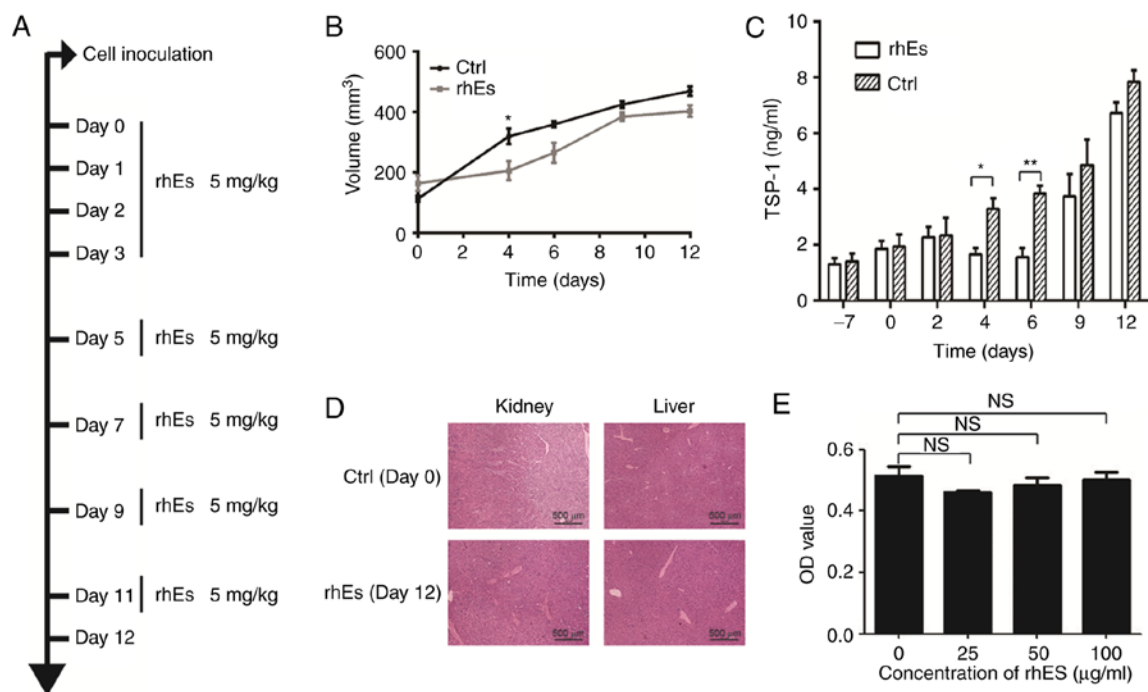 A
Cell inoculation
Day 0
Day 1
rhEs 5 mg/kg
Day 2
Day 3
Day 5
rhEs 5 mg/kg
Day 7
rhEs 5 mg/kg
Day 9
rhEs 5 mg/kg
Day 11
rhEs 5 mg/kg
Day 12
B
600
400
200
0
Volume (mm³)
Ctrl
rhEs
*
0 2 4 6 8 10 12
Time (days)
C
10
8
6
4
2
0
TSP-1 (ng/ml)
rhEs
Ctrl
*
**
−7 0 2 4 6 9 12
Time (days)
D
Kidney Liver
Ctrl (Day 0)
500 µm
500 µm
rhEs (Day 12)
500 µm
500 µm
E
NS
NS
NS
0.6
0.4
0.2
0.0
OD value
0 25 50 100
Concentration of rhES (µg/ml)